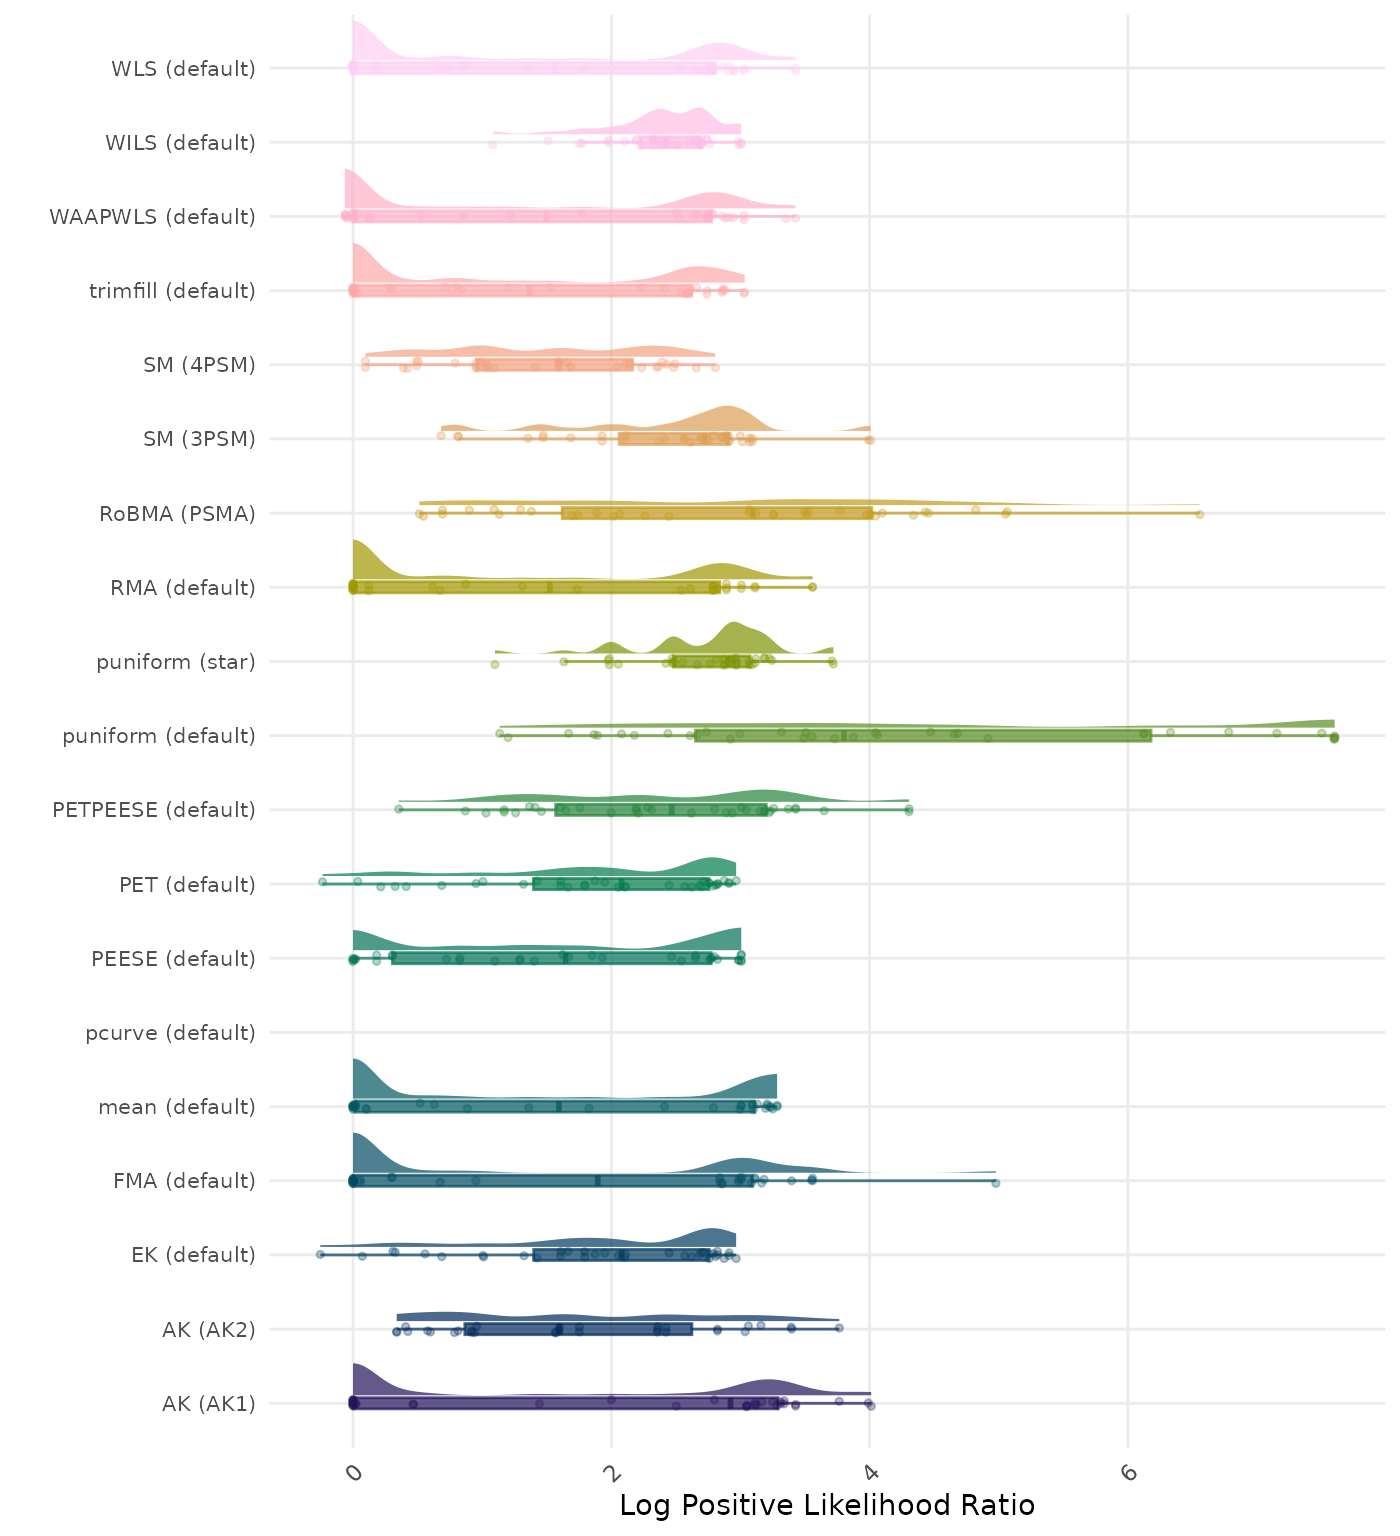 WLS (default)
WILS (default)
WAAPWLS (default)
trimfill (default)
SM (4PSM)
SM (3PSM)
RoBMA (PSMA)
RMA (default)
puniform (star)
puniform (default)
PETPEESE (default)
PET (default)
PEESE (default)
pcurve (default)
mean (default)
FMA (default)
EK (default)
AK (AK2)
AK (AK1)
0 2 4 6
Log Positive Likelihood Ratio